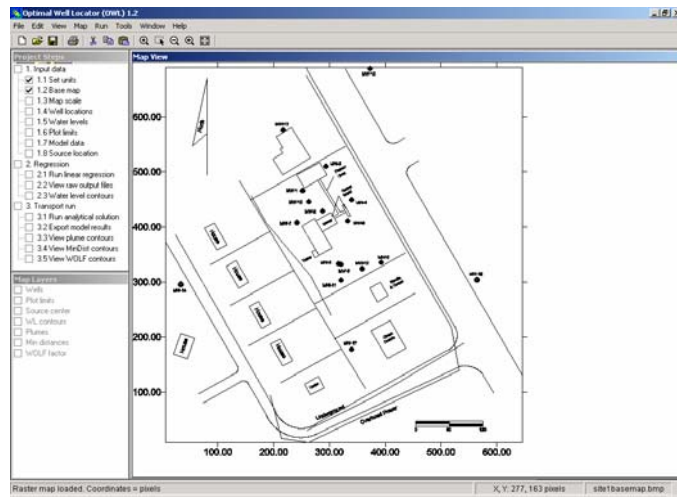 Optimal Well Locator (OWL) 1.2
File Edit View Map Run Tools Window Help
Project Steps
1. Input data
1.1 Set units
1.2 Base map
1.3 Map scale
1.4 Well locations
1.5 Water levels
1.6 Plot limits
1.7 Model data
1.8 Source location
2. Regression
2.1 Run linear regression
2.2 View raw output files
2.3 Water level contours
3. Transport run
3.1 Run analytical solution
3.2 Export model results
3.3 View plume contours
3.4 View MinDist contours
3.5 View WOLF contours
Map Layers
Wells
Plot limits
Source center
WL contours
Plumes
Min distances
WOLF factor
Map View
600.00
500.00
400.00
300.00
200.00
100.00
100.00 200.00 300.00 400.00 500.00 600.00
Underground
Overhead Power
Raster map loaded. Coordinates = pixels
X, Y: 277, 163 pixels
site1basemap.bmp